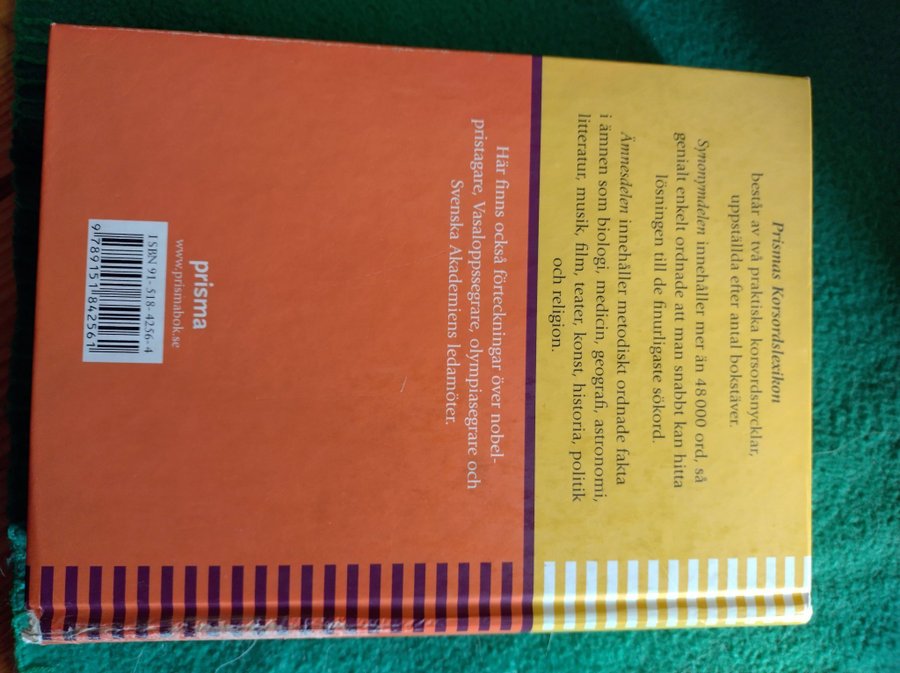 Prismas Korsordslexikon
består av två praktiska korsordsnycklar,
uppställda efter antal bokstäver.
Synonymdelen innehåller mer än 48 000 ord, så
genialt enkelt ordnade att man snabbt kan hitta
lösningen till de finurligaste sökord.
Ämnesdelen innehåller metodiskt ordnade fakta
i ämnen som biologi, medicin, geografi, astronomi,
litteratur, musik, film, teater, konst, historia, politik
och religion.
Här finns också förteckningar över nobel-
pristagare, Vasaloppssegrare, olympiasegrare och
Svenska Akademiens ledamöter.
prisma
www.prismabok.se
ISBN 91-518-4256-4
9789151842561